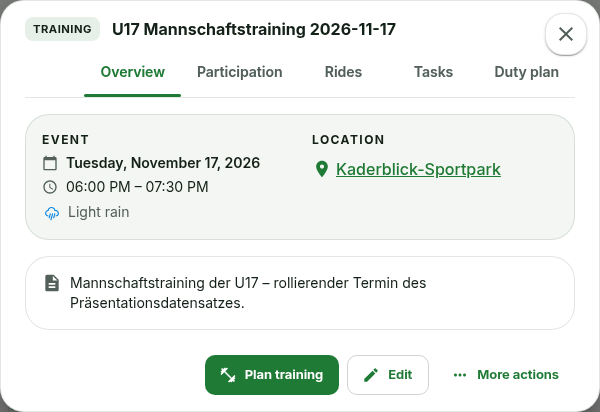 TRAINING U17 Mannschaftstraining 2026-11-17
Overview Participation Rides Tasks Duty plan
EVENT
Tuesday, November 17, 2026
06:00 PM – 07:30 PM
Light rain
LOCATION
Kaderblick-Sportpark
Mannschaftstraining der U17 – rollierender Termin des
Präsentationsdatensatzes.
Plan training Edit More actions